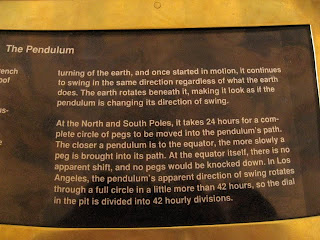 The Pendulum
rench
oof
us-
e
turning of the earth, and once started in motion, it continues
to swing in the same direction regardless of what the earth
does. The earth rotates beneath it, making it look as if the
pendulum is changing its direction of swing.
At the North and South Poles, it takes 24 hours for a com-
plete circle of pegs to be moved into the pendulum's path.
The closer a pendulum is to the equator, the more slowly a
peg is brought into its path. At the equator itself, there is no
apparent shift, and no pegs would be knocked down. In Los
Angeles, the pendulum's apparent direction of swing rotates
through a full circle in a little more than 42 hours, so the dial
in the pit is divided into 42 hourly divisions.